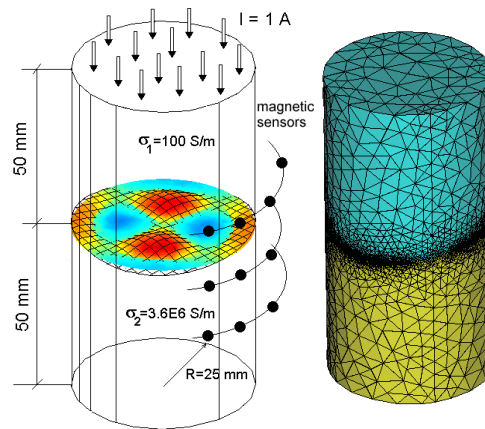 I = 1 A
magnetic
sensors
σ1=100 S/m
50 mm
50 mm
σ2=3.6E6 S/m
R=25 mm